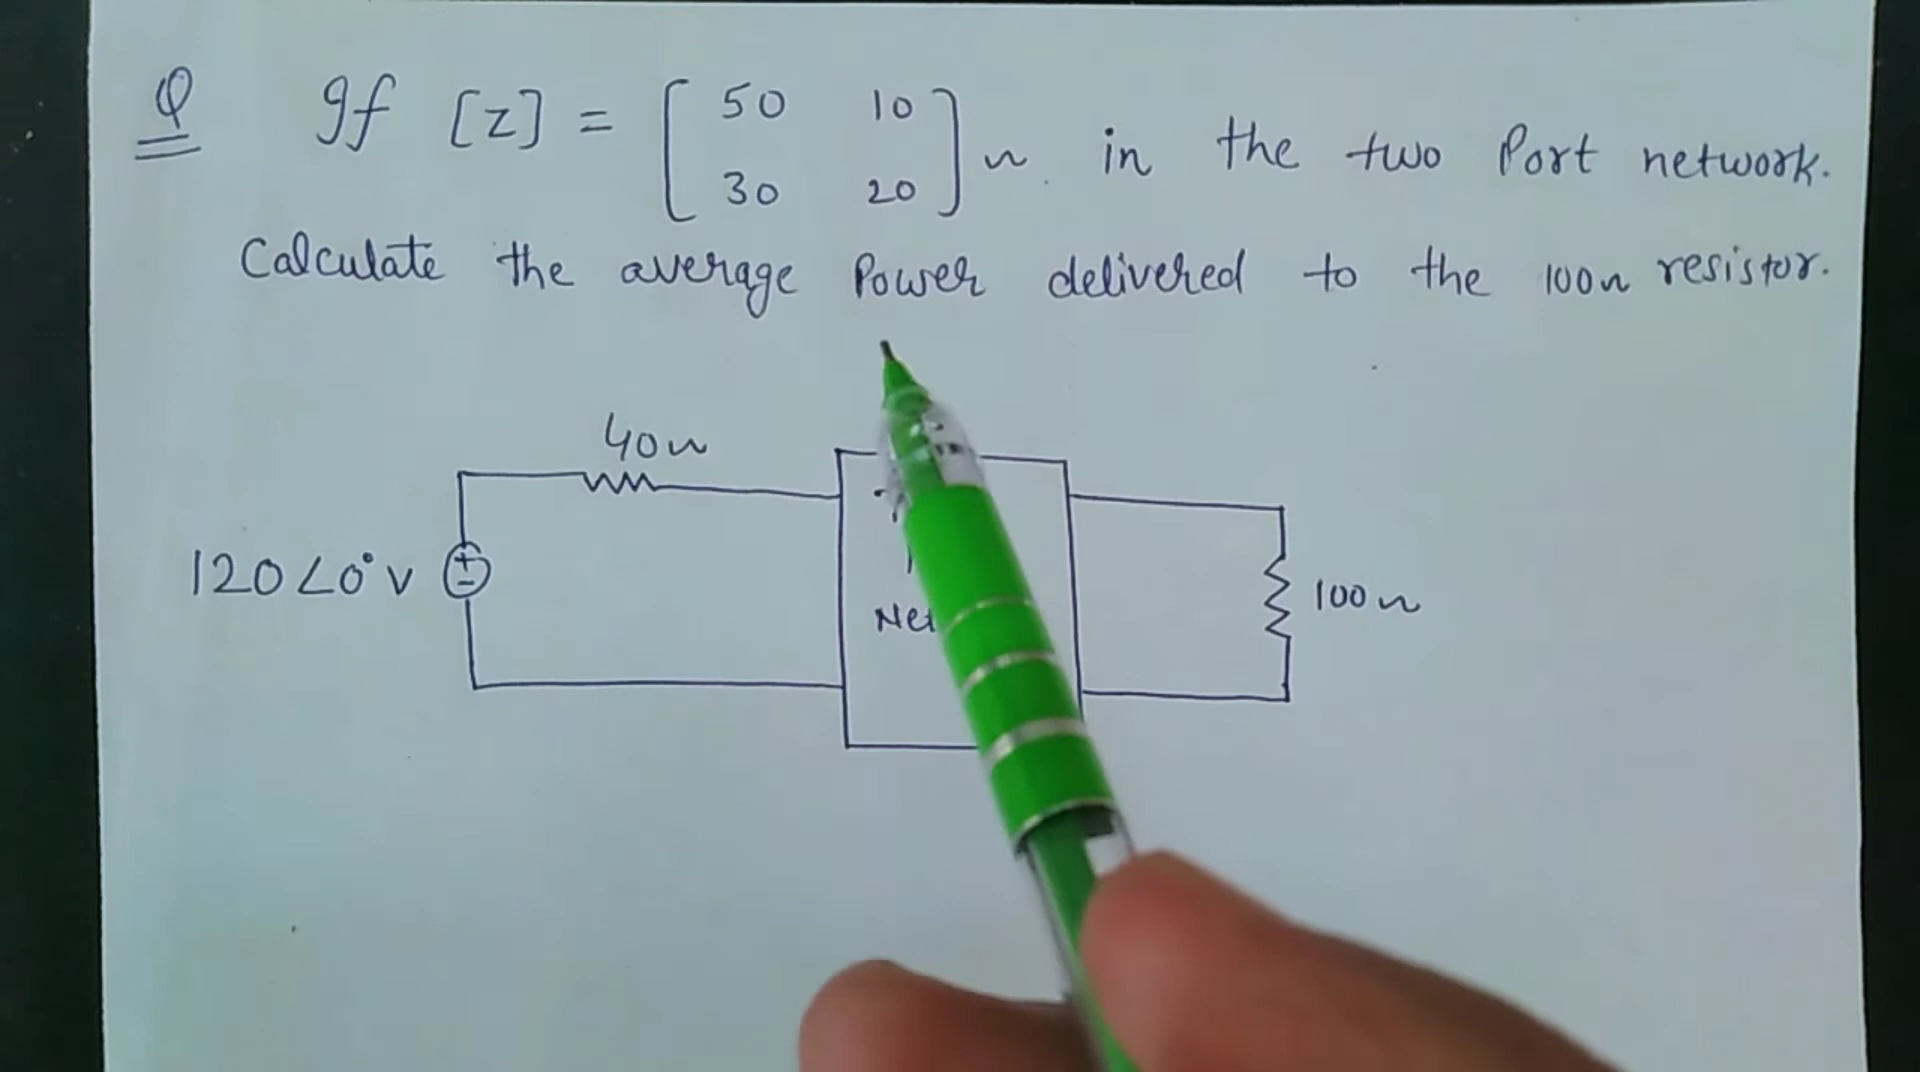 Q If [z] = [ 50 10
30 20 ] Ω in the two Port network.
Calculate the average Power delivered to the 100Ω resistor.
40Ω
120∠0°V
+
-
100Ω